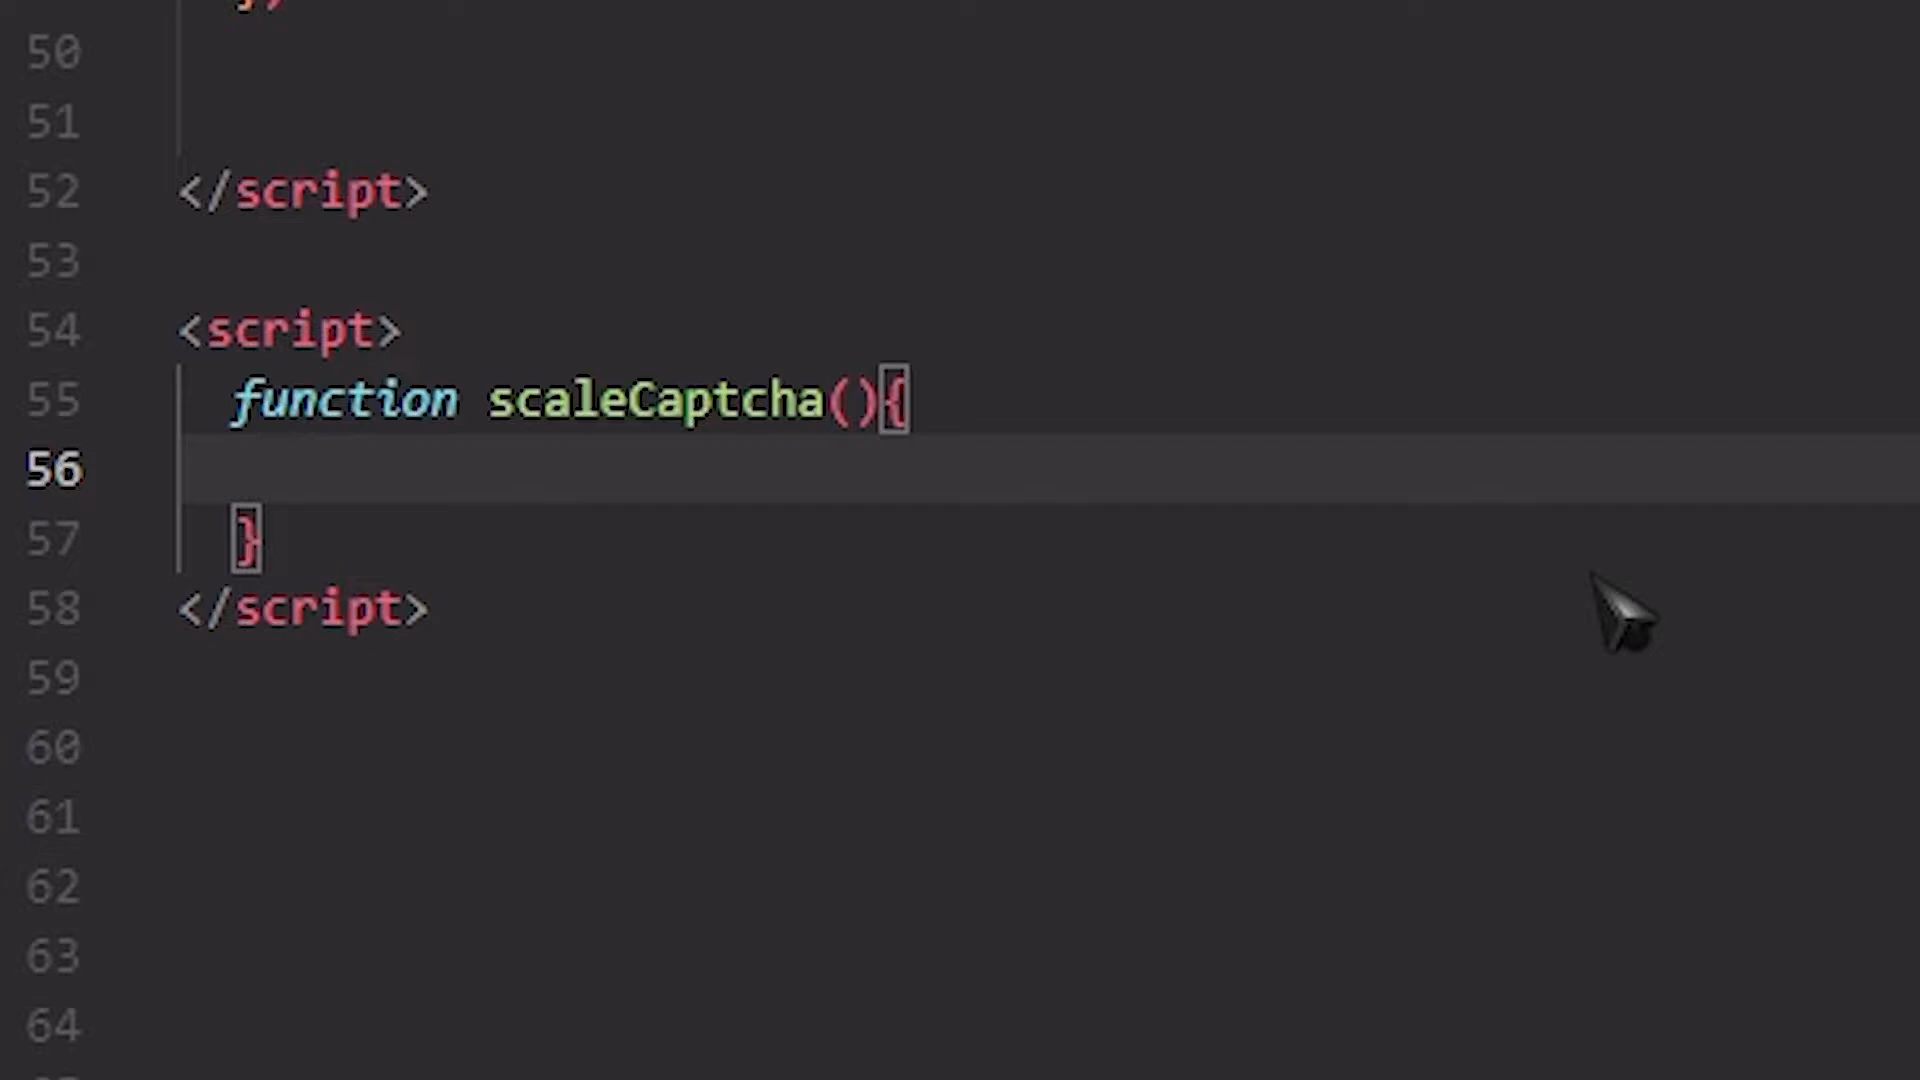 50
51
52 </script>
53
54 <script>
55 function scaleCaptcha(){
56
57 }
58 </script>
59
60
61
62
63
64